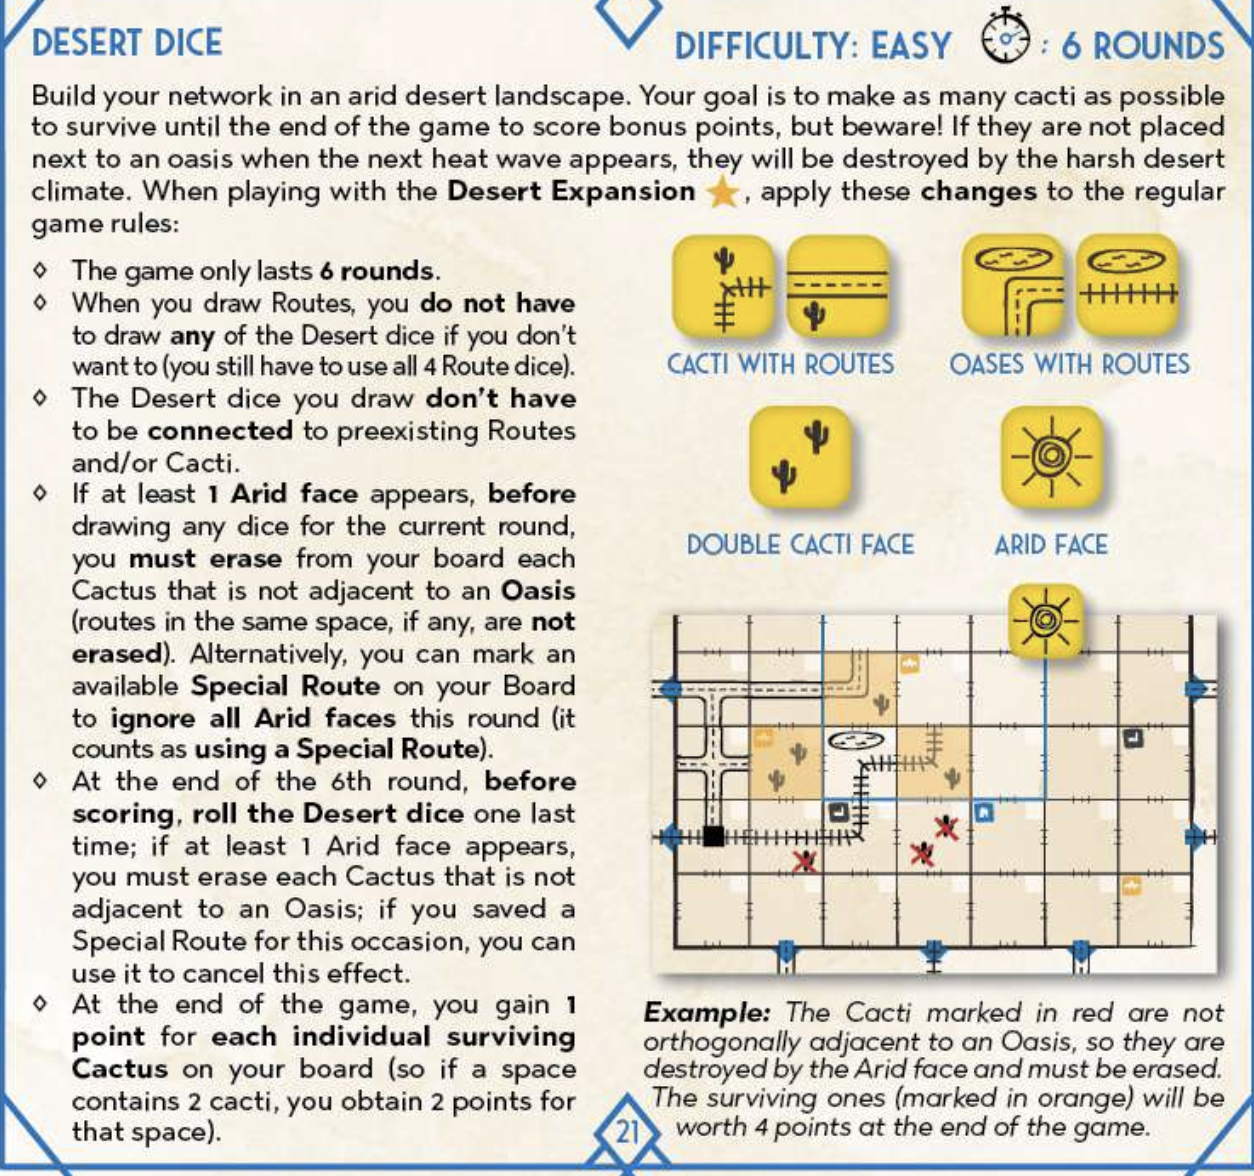 DESERT DICE
DIFFICULTY: EASY : 6 ROUNDS
Build your network in an arid desert landscape. Your goal is to make as many cacti as possible
to survive until the end of the game to score bonus points, but beware! If they are not placed
next to an oasis when the next heat wave appears, they will be destroyed by the harsh desert
climate. When playing with the Desert Expansion ★, apply these changes to the regular
game rules:
◊ The game only lasts 6 rounds.
◊ When you draw Routes, you do not have
to draw any of the Desert dice if you don't
want to (you still have to use all 4 Route dice).
◊ The Desert dice you draw don't have
to be connected to preexisting Routes
and/or Cacti.
◊ If at least 1 Arid face appears, before
drawing any dice for the current round,
you must erase from your board each
Cactus that is not adjacent to an Oasis
(routes in the same space, if any, are not
erased). Alternatively, you can mark an
available Special Route on your Board
to ignore all Arid faces this round (it
counts as using a Special Route).
◊ At the end of the 6th round, before
scoring, roll the Desert dice one last
time; if at least 1 Arid face appears,
you must erase each Cactus that is not
adjacent to an Oasis; if you saved a
Special Route for this occasion, you can
use it to cancel this effect.
◊ At the end of the game, you gain 1
point for each individual surviving
Cactus on your board (so if a space
contains 2 cacti, you obtain 2 points for
that space).
CACTI WITH ROUTES
OASES WITH ROUTES
DOUBLE CACTI FACE
ARID FACE
Example: The Cacti marked in red are not
orthogonally adjacent to an Oasis, so they are
destroyed by the Arid face and must be erased.
The surviving ones (marked in orange) will be
worth 4 points at the end of the game.
21